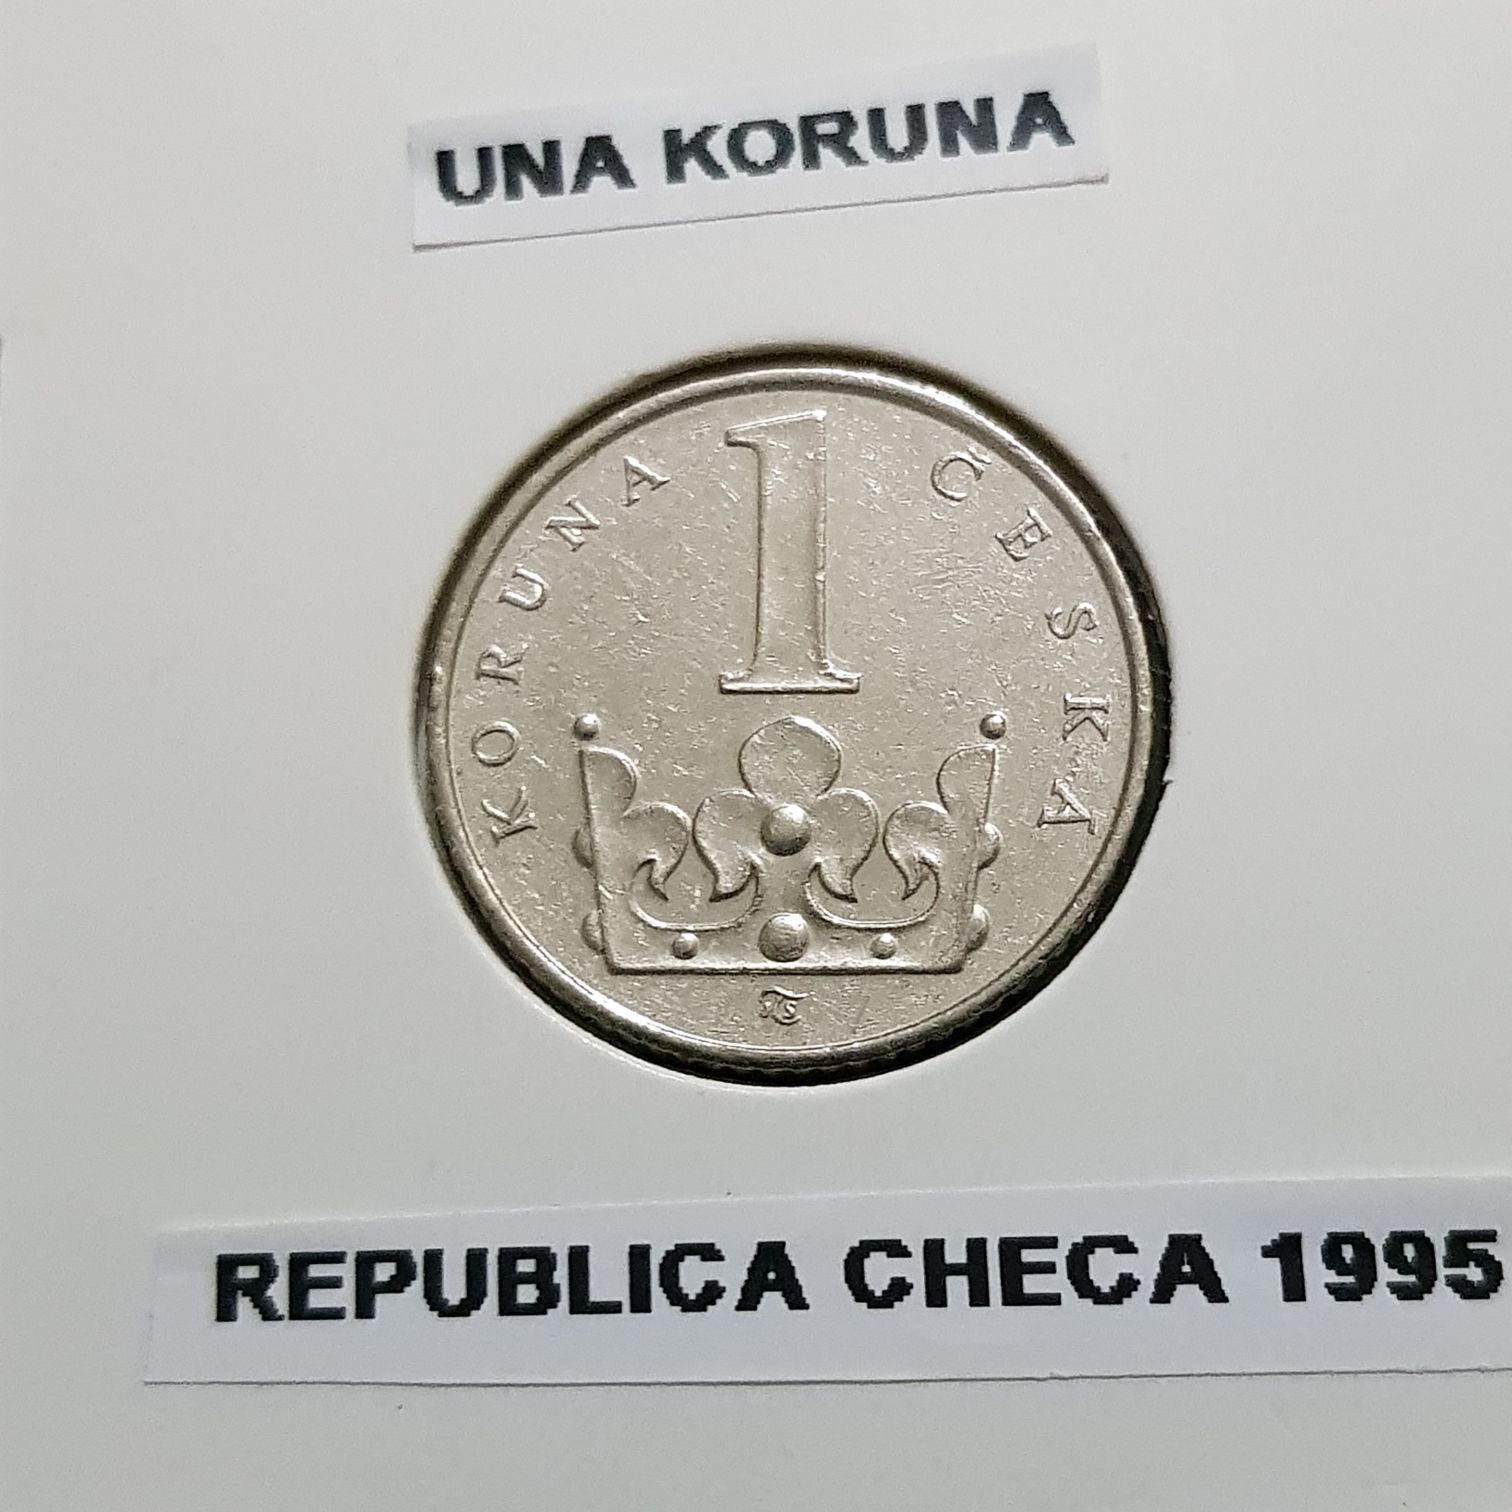 UNA KORUNA
1
KORUNA ČESKÁ
REPUBLICA CHECA 1995